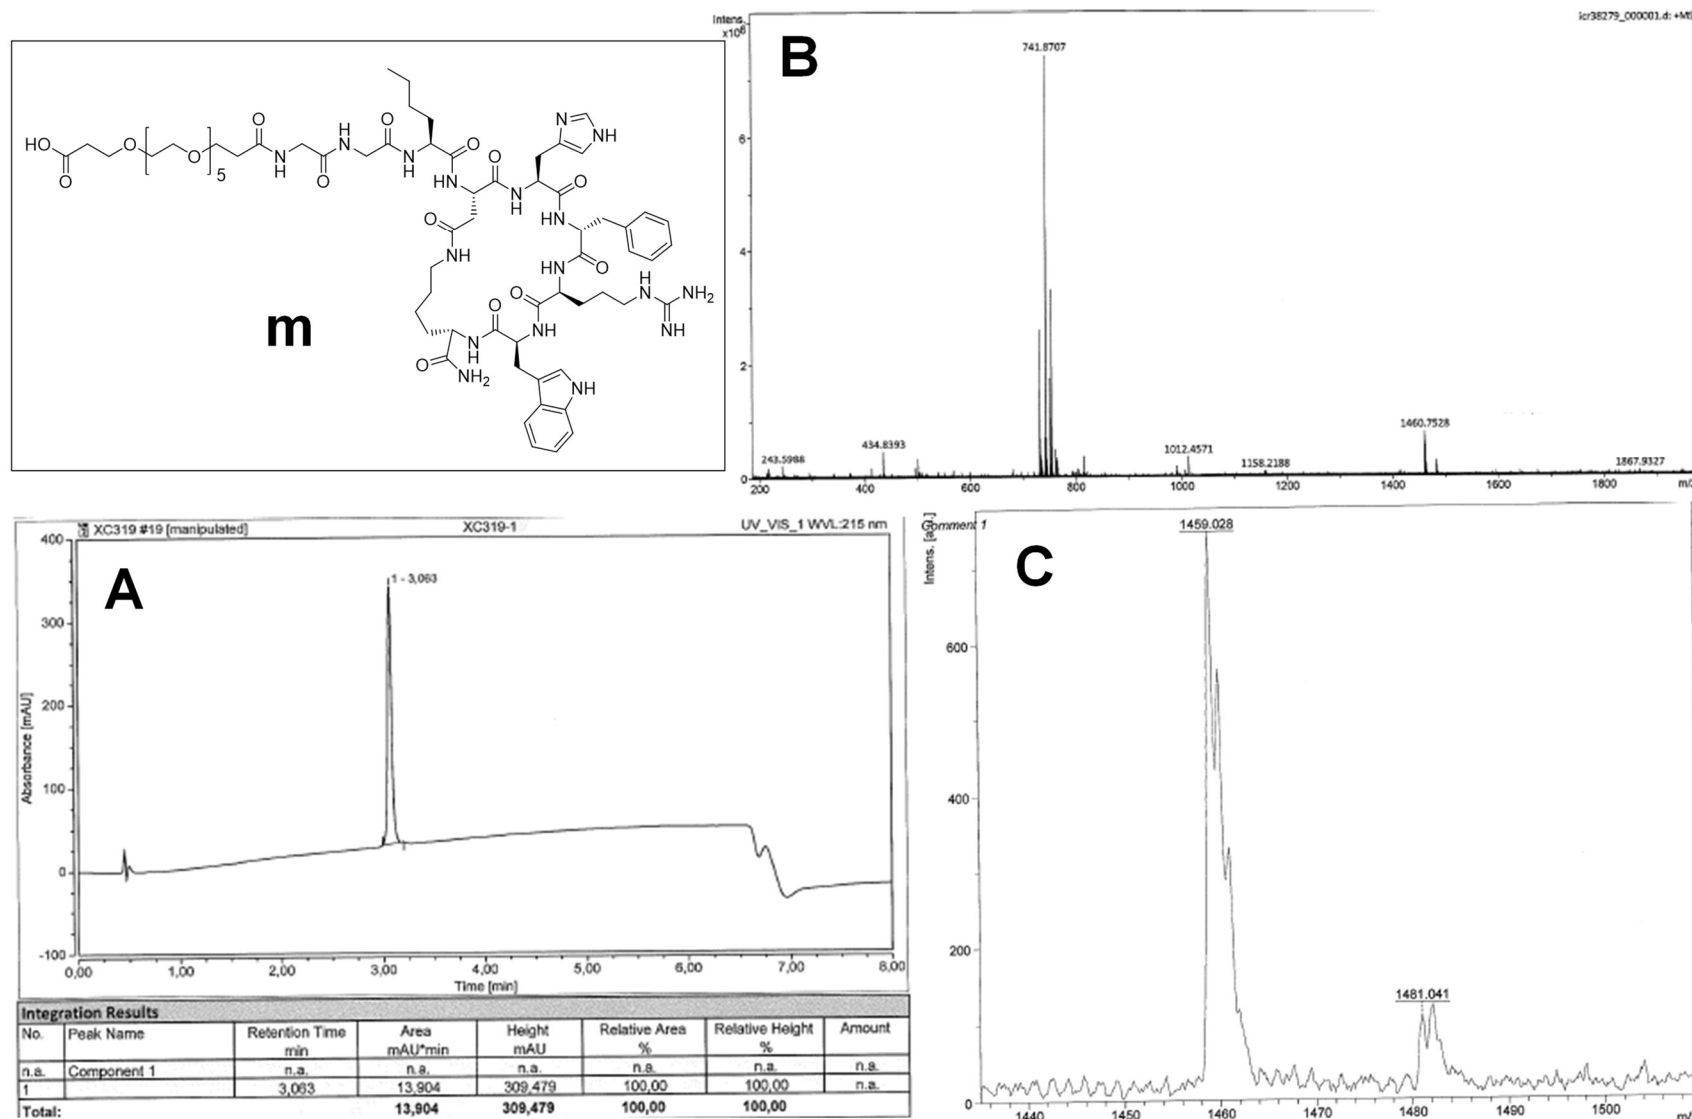 HO
O
O
O
5
O
N
H
O
H
N
O
N
H
O
HN
O
N
H
N
NH
O
HN
O
HN
O
N
H
NH2
NH
O
NH
O
N
H
O
NH2
NH
O
NH
m
B
Intens.
x10⁶
icr38279_000001.d: +MS
741.8707
6
4
2
0
243.5988
434.8393
1012.4571
1158.2188
1460.7528
1867.9327
200 400 600 800 1000 1200 1400 1600 1800
XC319 #19 [manipulated] XC319-1 UV_VIS_1 WVL:215 nm
A
Absorbance [mAU]
400
300
200
100
0
-100
1 - 3,063
0,00 1,00 2,00 3,00 4,00 5,00 6,00 7,00 8,00
Time [min]
Integration Results
No. Peak Name Retention Time Area Height Relative Area Relative Height Amount
min mAU*min mAU % %
n.a. Component 1 n.a. n.a. n.a. n.a. n.a. n.a.
1 3,063 13,904 309,479 100,00 100,00 n.a.
Total: 13,904 309,479 100,00 100,00
Comment 1
Intens. [a.u.]
C
1459.028
1481.041
600
400
200
0
1440 1450 1460 1470 1480 1490 1500